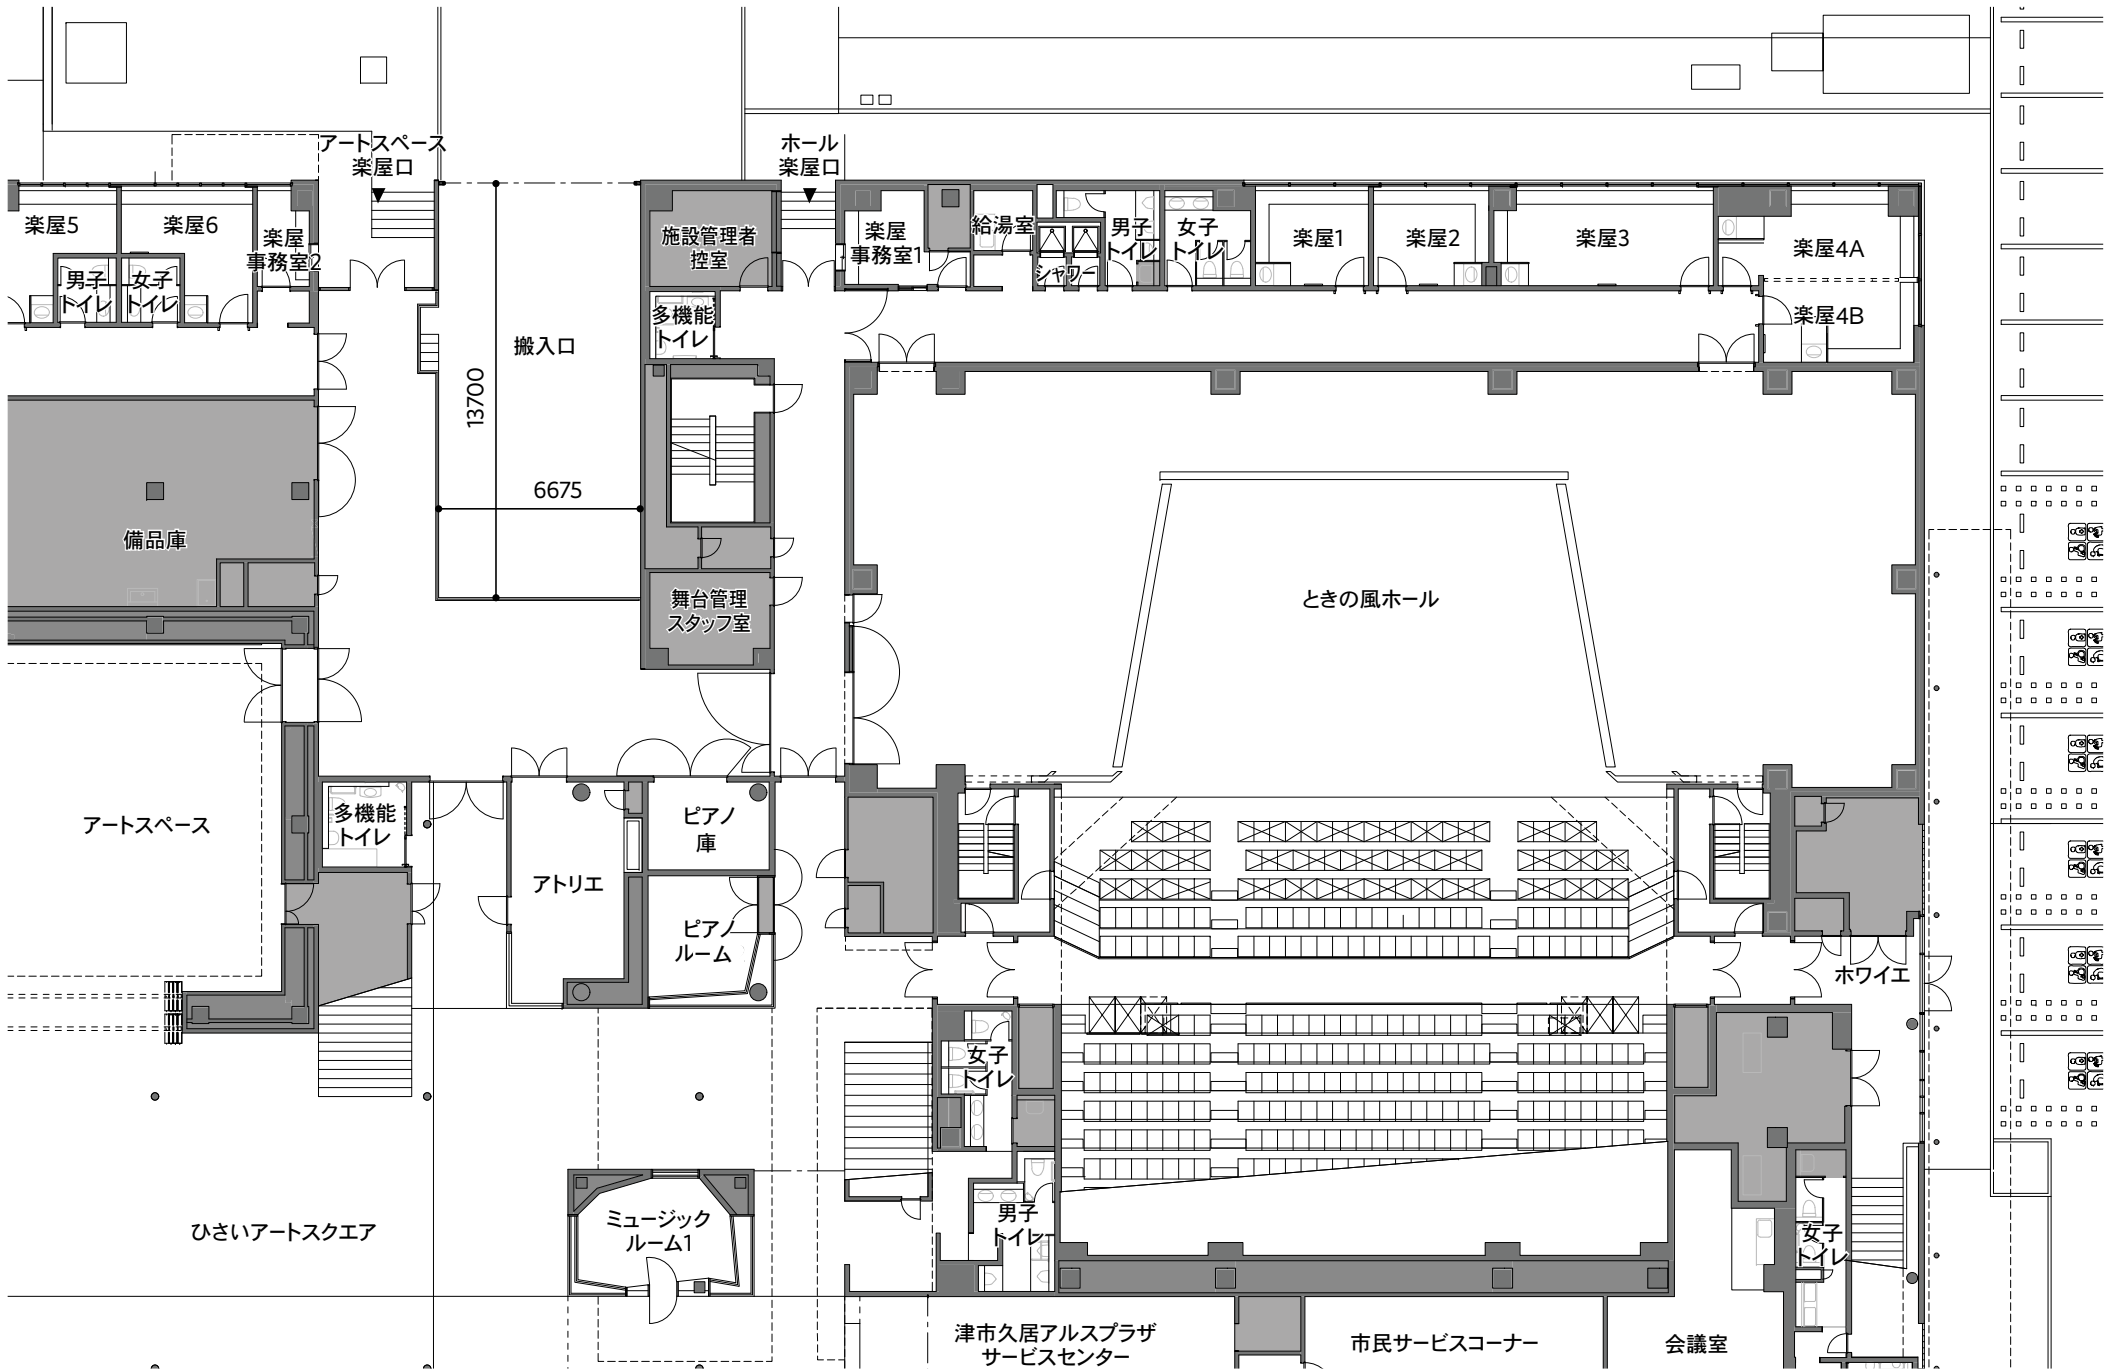 アートスペース
楽屋口
ホール
楽屋口
楽屋5
楽屋6
楽屋
事務室2
男子
トイレ
女子
トイレ
施設管理者
控室
楽屋
事務室1
給湯室
シャワー
男子
トイレ
女子
トイレ
楽屋1
楽屋2
楽屋3
楽屋4A
楽屋4B
多機能
トイレ
搬入口
13700
6675
備品庫
舞台管理
スタッフ室
ときの風ホール
アートスペース
多機能
トイレ
アトリエ
ピアノ
庫
ピアノ
ルーム
ホワイエ
女子
トイレ
ひさいアートスクエア
ミュージック
ルーム1
男子
トイレ
女子
トイレ
津市久居アルスプラザ
サービスセンター
市民サービスコーナー
会議室